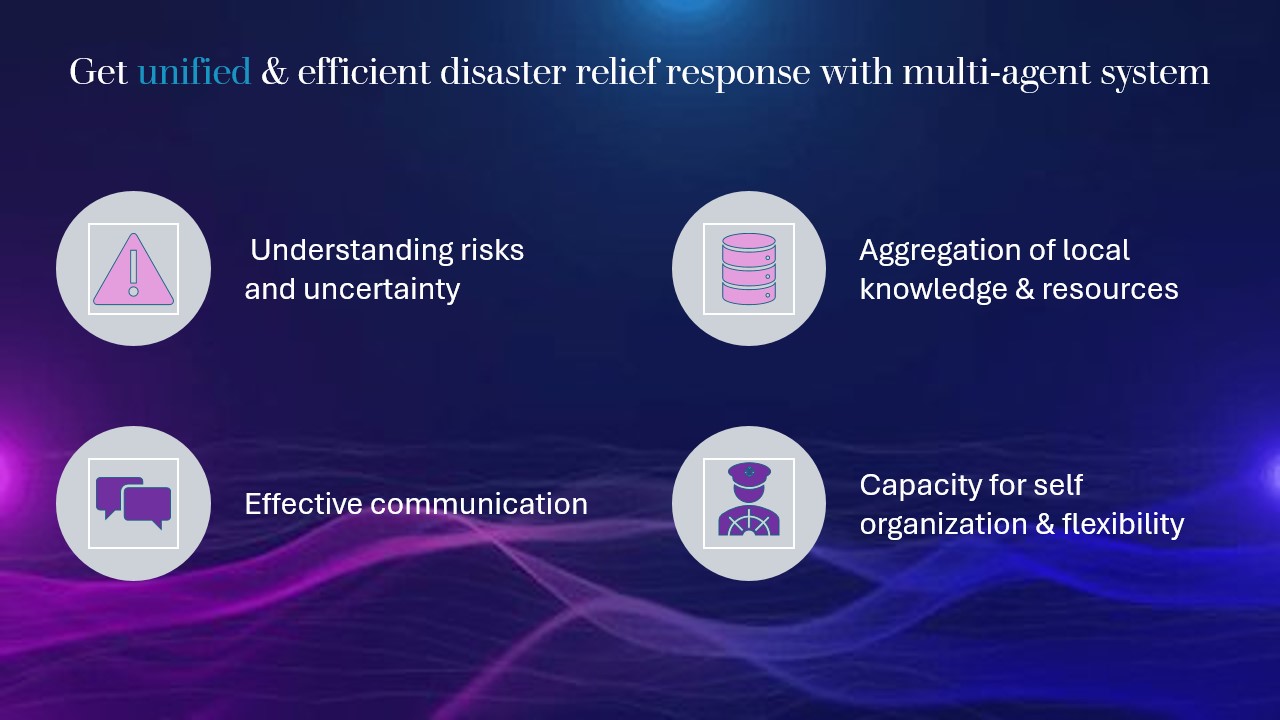 Get unified & efficient disaster relief response with multi-agent system
Understanding risks
and uncertainty
Aggregation of local
knowledge & resources
Effective communication
Capacity for self
organization & flexibility